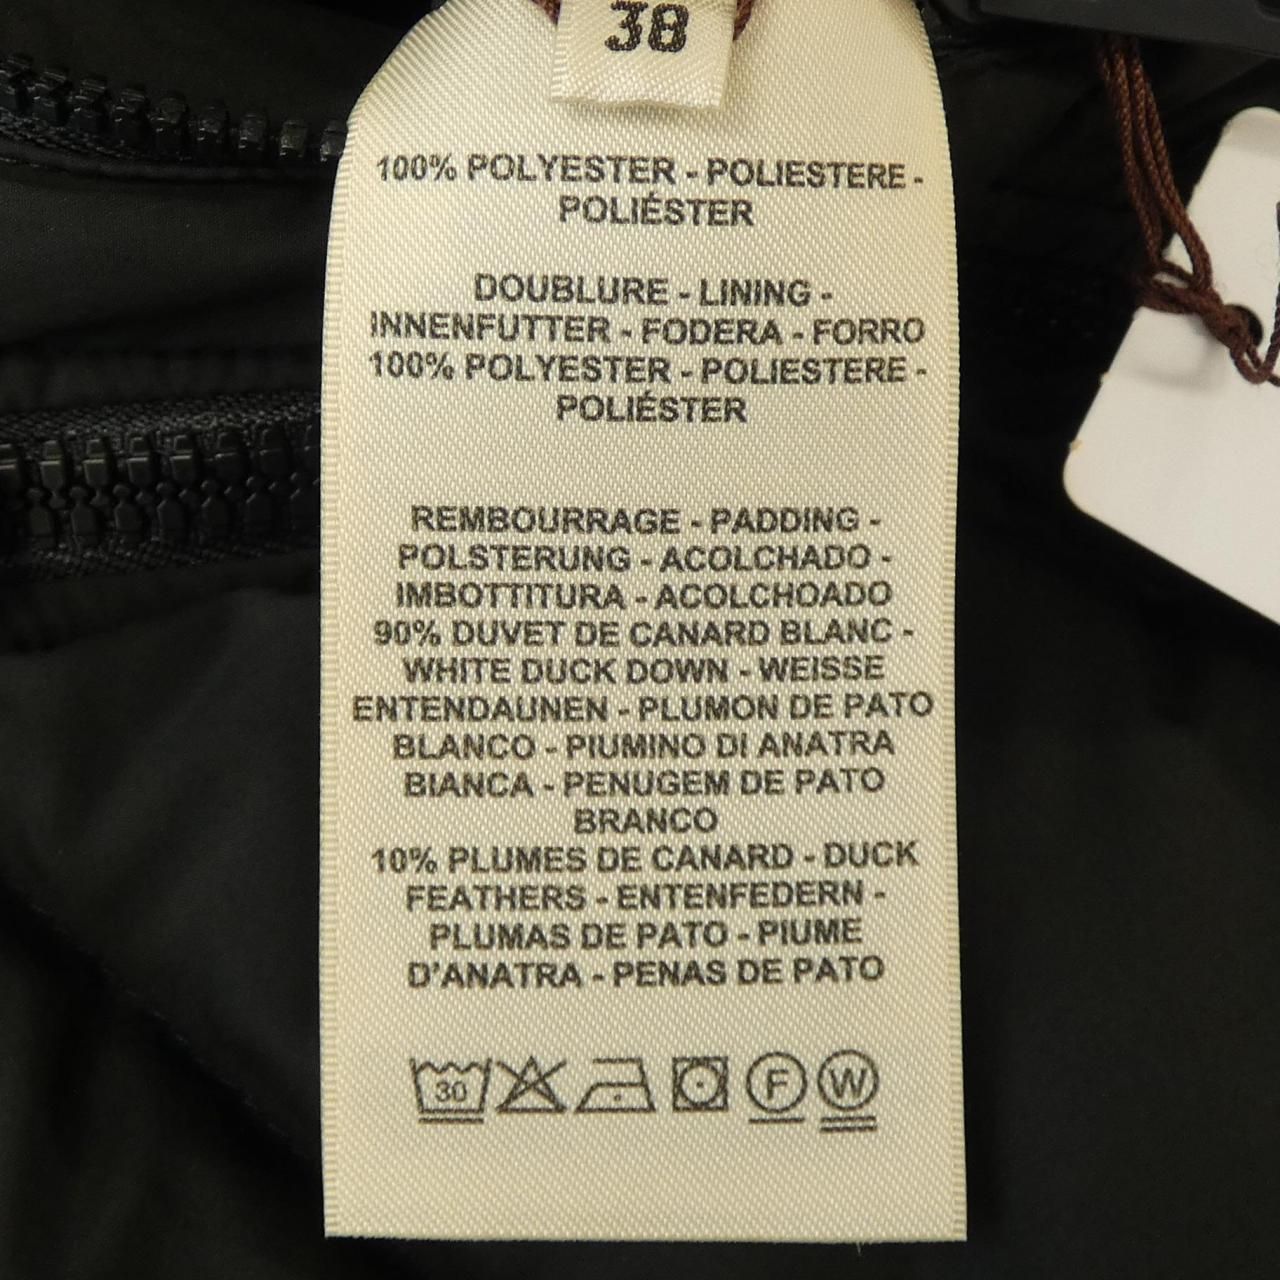 38
100% POLYESTER - POLIESTERE -
POLIÉSTER
DOUBLURE - LINING -
INNENFUTTER - FODERA - FORRO
100% POLYESTER - POLIESTERE -
POLIÉSTER
REMBOURRAGE - PADDING -
POLSTERUNG - ACOLCHADO -
IMBOTTITURA - ACOLCHOADO
90% DUVET DE CANARD BLANC -
WHITE DUCK DOWN - WEISSE
ENTENDAUNEN - PLUMON DE PATO
BLANCO - PIUMINO DI ANATRA
BIANCA - PENUGEM DE PATO
BRANCO
10% PLUMES DE CANARD - DUCK
FEATHERS - ENTENFEDERN -
PLUMAS DE PATO - PIUME
D'ANATRA - PENAS DE PATO
30 F W